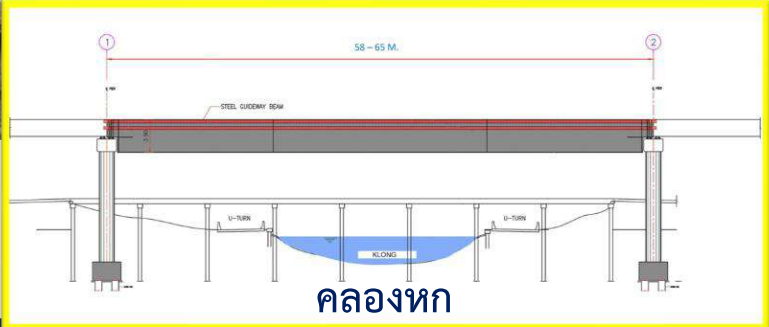 1
2
58 – 65 M.
STEEL GUIDEWAY BEAM
U-TURN
U-TURN
KLONG
คลองหก